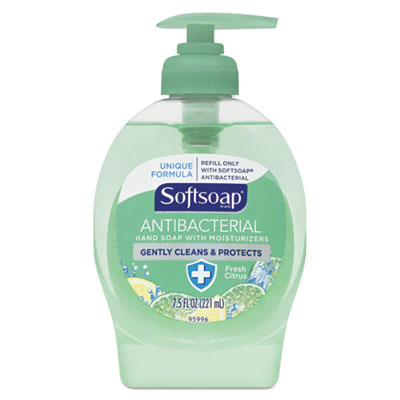 UNIQUE
FORMULA
REFILL ONLY
WITH SOFTSOAP®
ANTIBACTERIAL
Softsoap®
ANTIBACTERIAL
HAND SOAP WITH MOISTURIZERS
GENTLY CLEANS & PROTECTS
Fresh
Citrus
7.5 FL OZ (221 mL)
95996